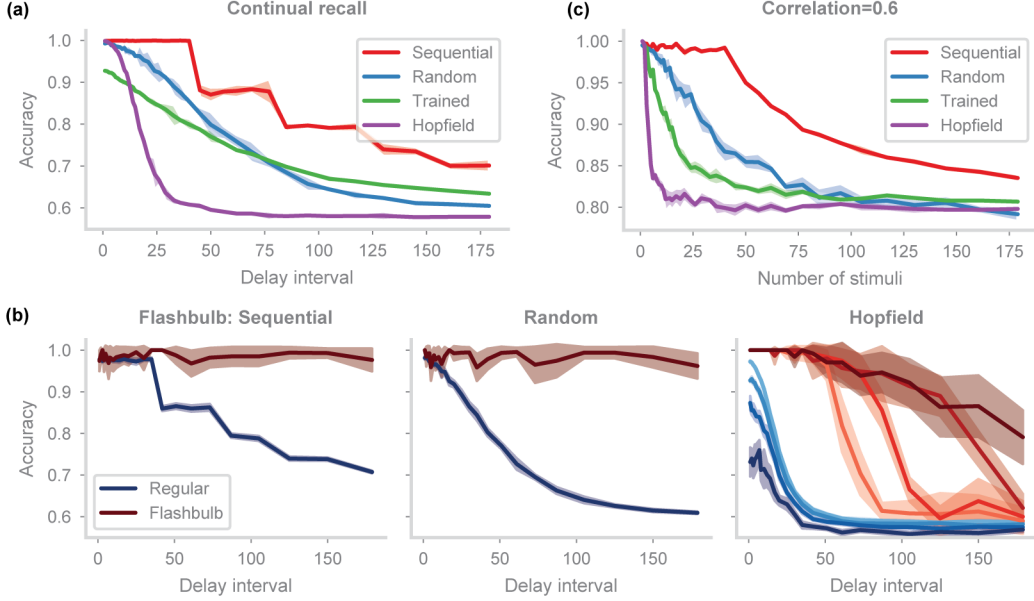 (a)
Continual recall
1.0
0.9
0.8
0.7
0.6
Accuracy
0 25 50 75 100 125 150 175
Delay interval
Sequential
Random
Trained
Hopfield
(c)
Correlation=0.6
1.00
0.95
0.90
0.85
0.80
Accuracy
0 25 50 75 100 125 150 175
Number of stimuli
Sequential
Random
Trained
Hopfield
(b)
Flashbulb: Sequential
1.0
0.9
0.8
0.7
0.6
Accuracy
Regular
Flashbulb
0 50 100 150
Delay interval
Random
0 50 100 150
Delay interval
Hopfield
0 50 100 150
Delay interval